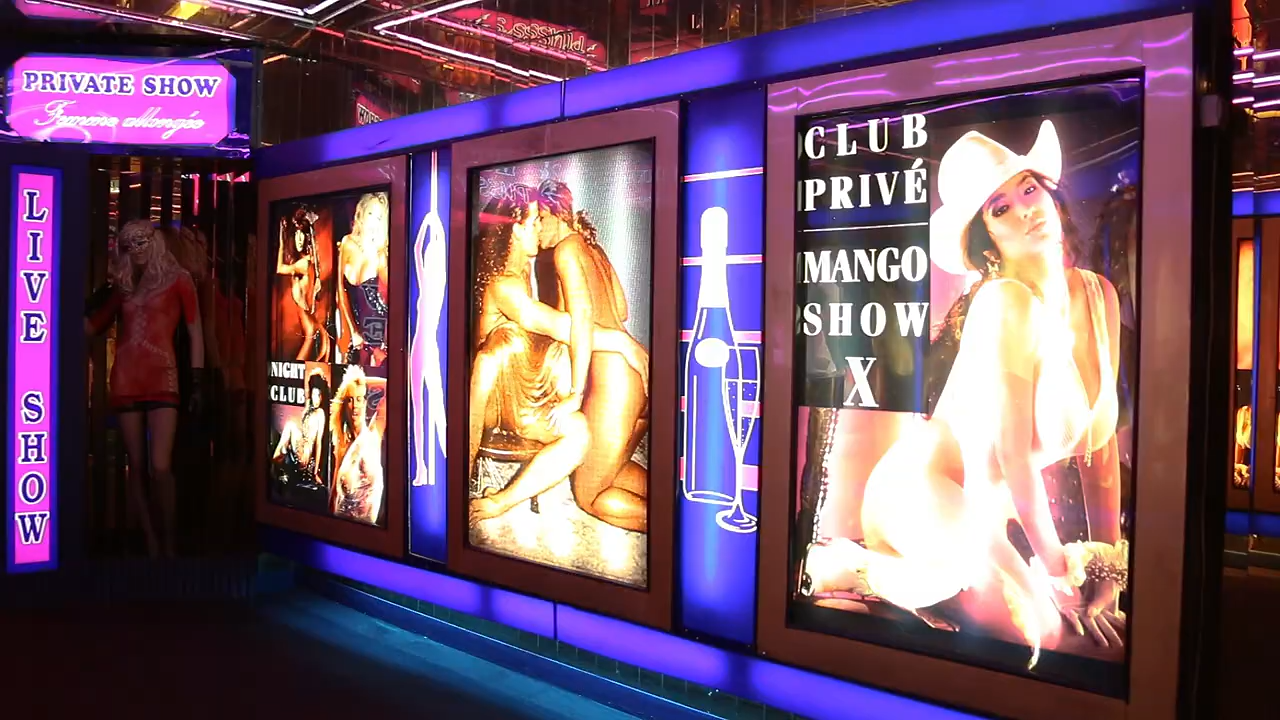 PRIVATE SHOW
Femme allongée
LIVE SHOW
NIGHT
CLUB
CLUB
PRIVÉ
MANGO
SHOW
X